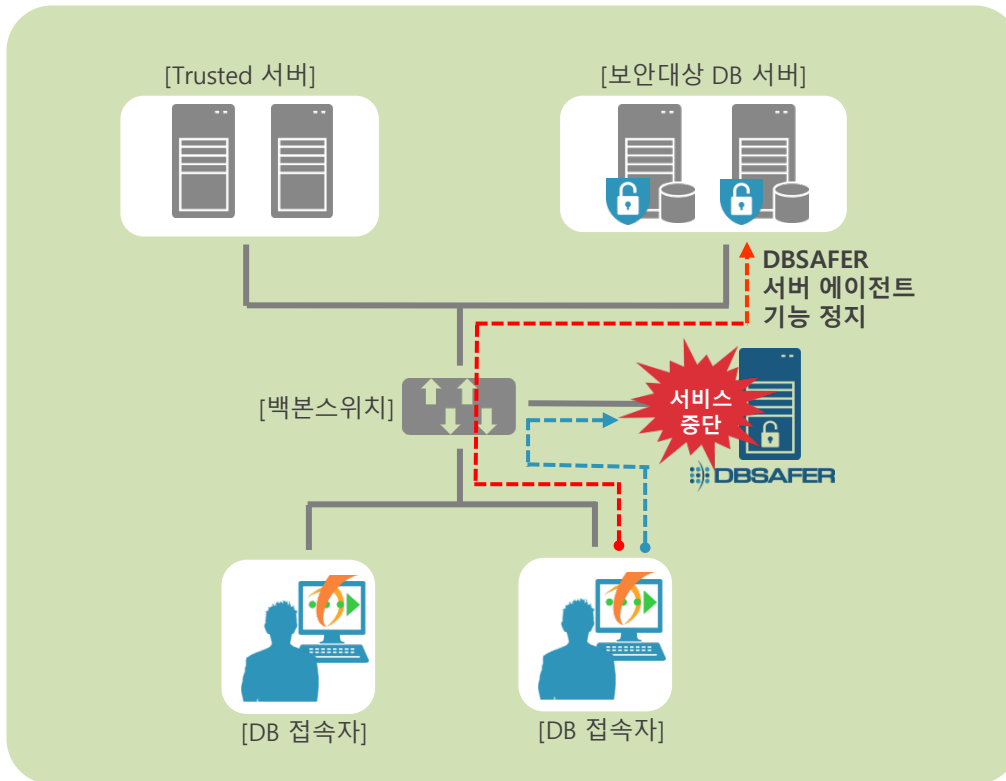 [Trusted 서버]
[보안대상 DB 서버]
DBSAFER
서버 에이전트
기능 정지
[백본스위치]
서비스
중단
DBSAFER
[DB 접속자]
[DB 접속자]